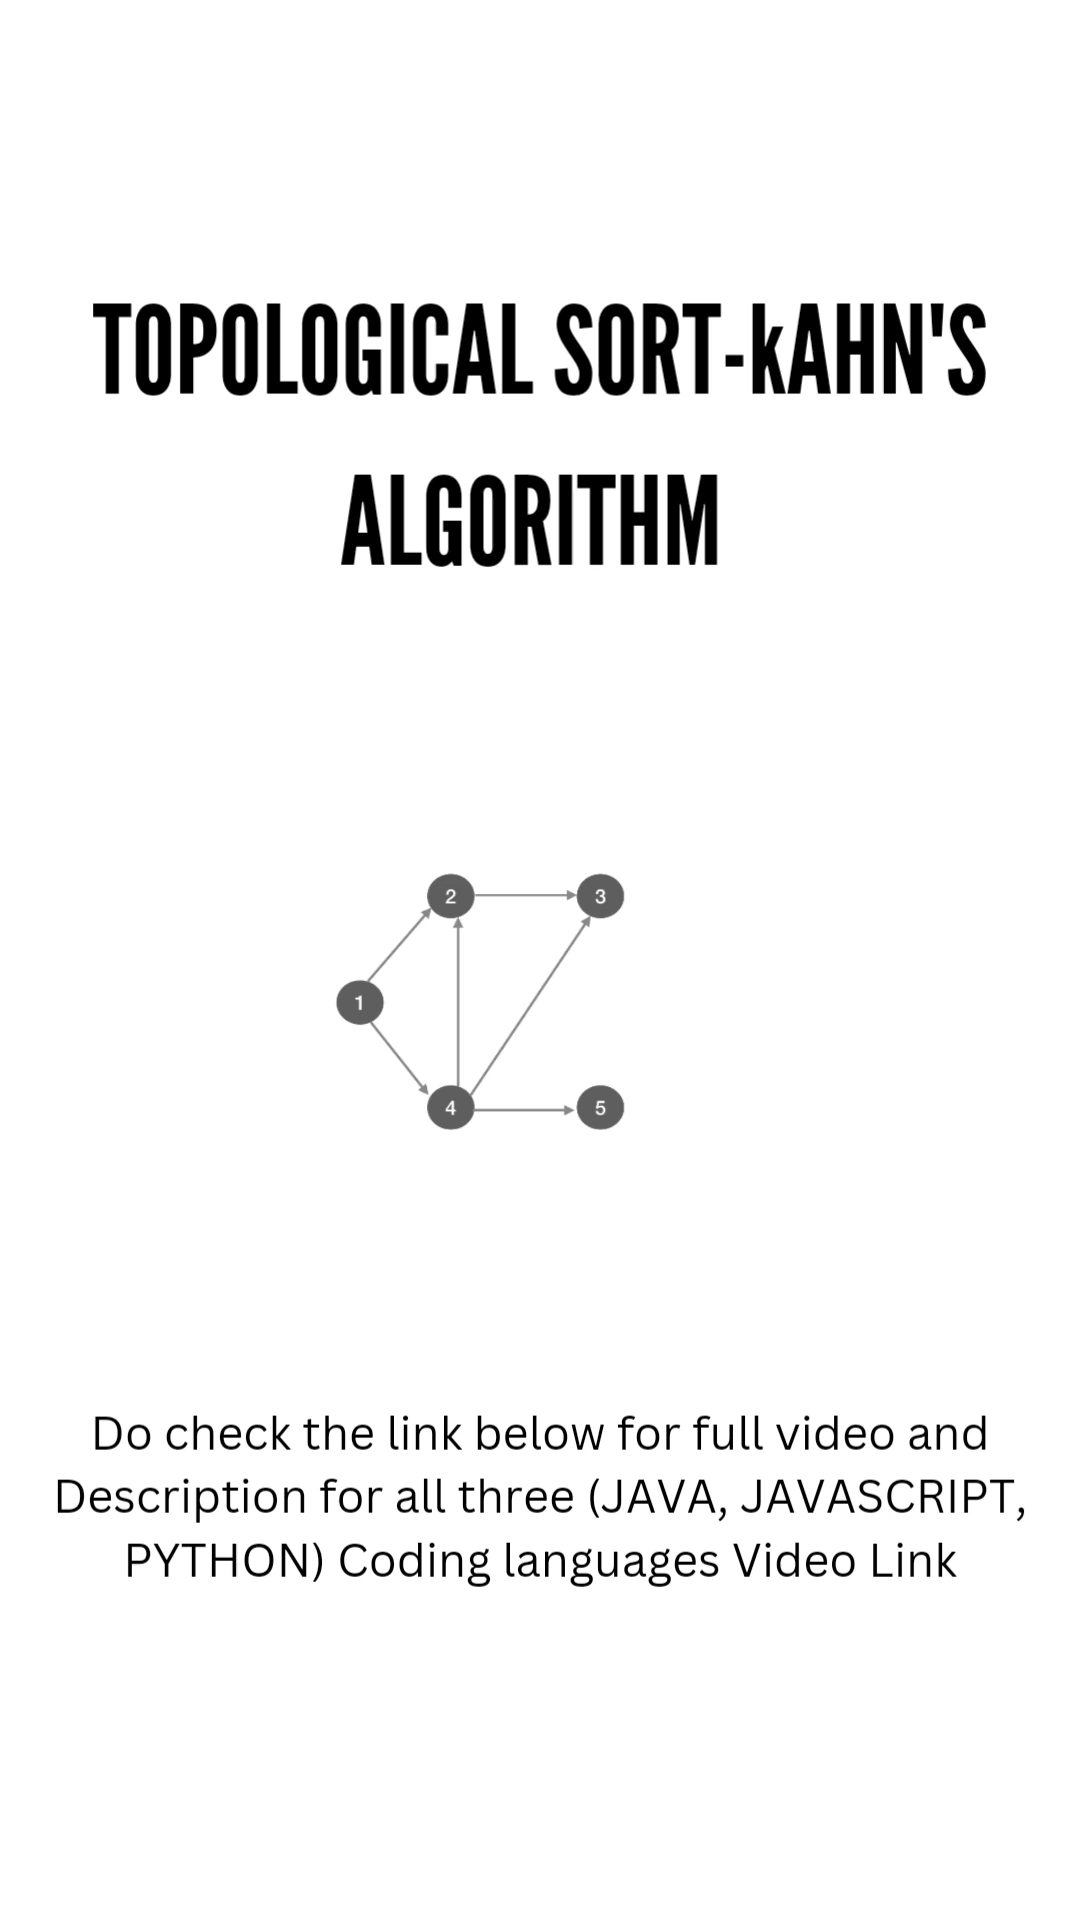 TOPOLOGICAL SORT-kAHN'S
ALGORITHM
2
3
1
4
5
Do check the link below for full video and
Description for all three (JAVA, JAVASCRIPT,
PYTHON) Coding languages Video Link